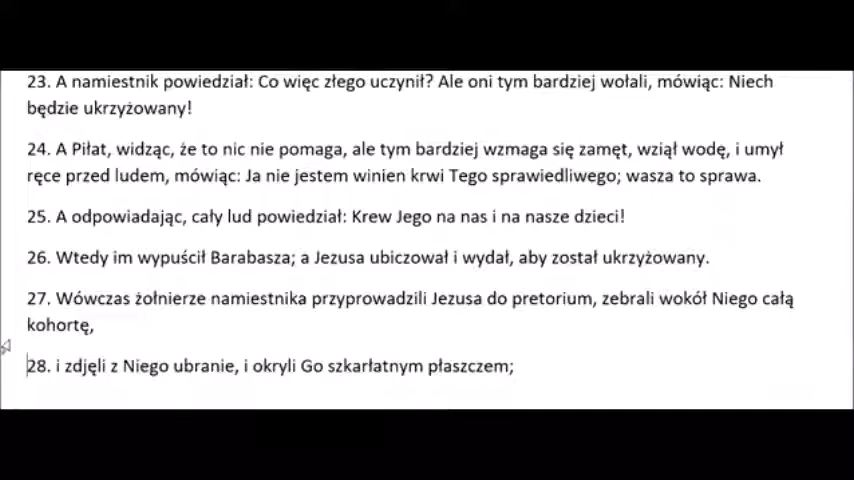 23. A namiestnik powiedział: Co więc złego uczynił? Ale oni tym bardziej wołali, mówiąc: Niech
będzie ukrzyżowany!
24. A Piłat, widząc, że to nic nie pomaga, ale tym bardziej wzmaga się zamęt, wziął wodę, i umył
ręce przed ludem, mówiąc: Ja nie jestem winien krwi Tego sprawiedliwego; wasza to sprawa.
25. A odpowiadając, cały lud powiedział: Krew Jego na nas i na nasze dzieci!
26. Wtedy im wypuścił Barabasza; a Jezusa ubiczował i wydał, aby został ukrzyżowany.
27. Wówczas żołnierze namiestnika przyprowadzili Jezusa do pretorium, zebrali wokół Niego całą
kohortę,
28. i zdjęli z Niego ubranie, i okryli Go szkarłatnym płaszczem;